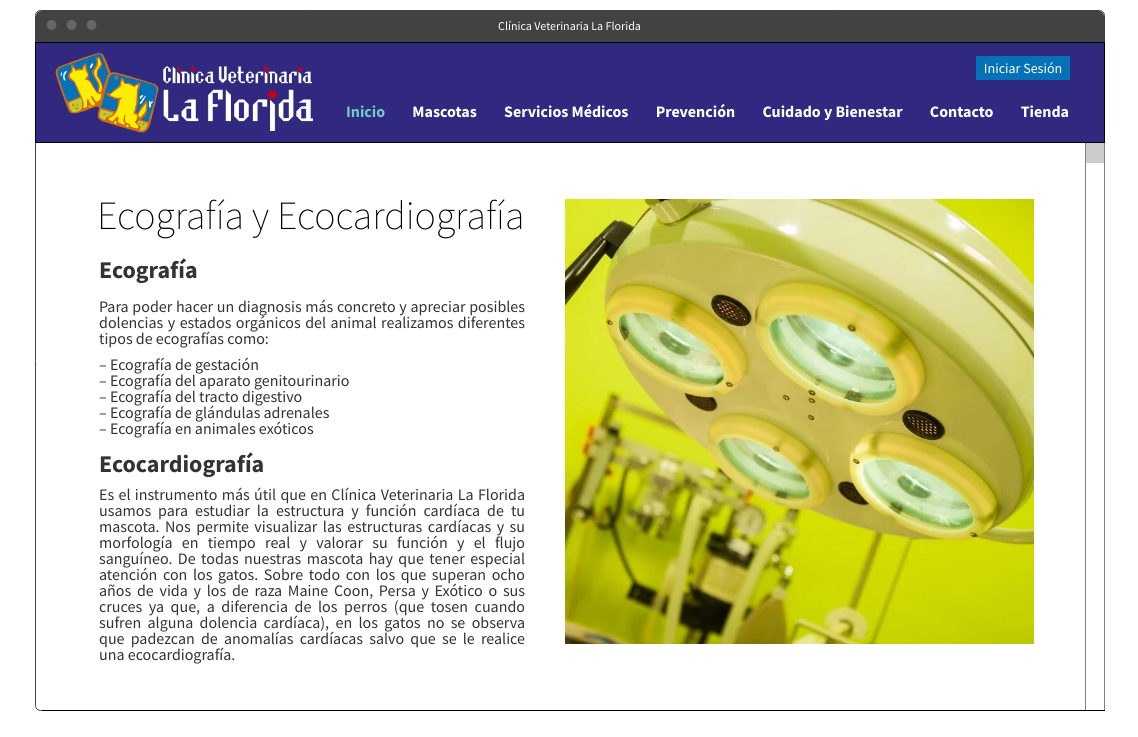 Clínica Veterinaria La Florida
Clínica Veterinaria
La Florida
Iniciar Sesión
Inicio Mascotas Servicios Médicos Prevención Cuidado y Bienestar Contacto Tienda
Ecografía y Ecocardiografía
Ecografía
Para poder hacer un diagnosis más concreto y apreciar posibles
dolencias y estados orgánicos del animal realizamos diferentes
tipos de ecografías como:
– Ecografía de gestación
– Ecografía del aparato genitourinario
– Ecografía del tracto digestivo
– Ecografía de glándulas adrenales
– Ecografía en animales exóticos
Ecocardiografía
Es el instrumento más útil que en Clínica Veterinaria La Florida
usamos para estudiar la estructura y función cardíaca de tu
mascota. Nos permite visualizar las estructuras cardíacas y su
morfología en tiempo real y valorar su función y el flujo
sanguíneo. De todas nuestras mascota hay que tener especial
atención con los gatos. Sobre todo con los que superan ocho
años de vida y los de raza Maine Coon, Persa y Exótico o sus
cruces ya que, a diferencia de los perros (que tosen cuando
sufren alguna dolencia cardíaca), en los gatos no se observa
que padezcan de anomalías cardíacas salvo que se le realice
una ecocardiografía.